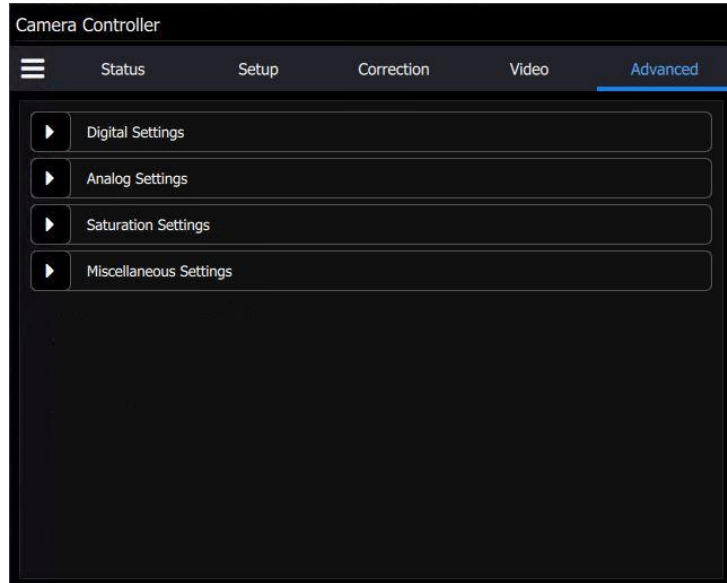 Camera Controller
Status Setup Correction Video Advanced
Digital Settings
Analog Settings
Saturation Settings
Miscellaneous Settings